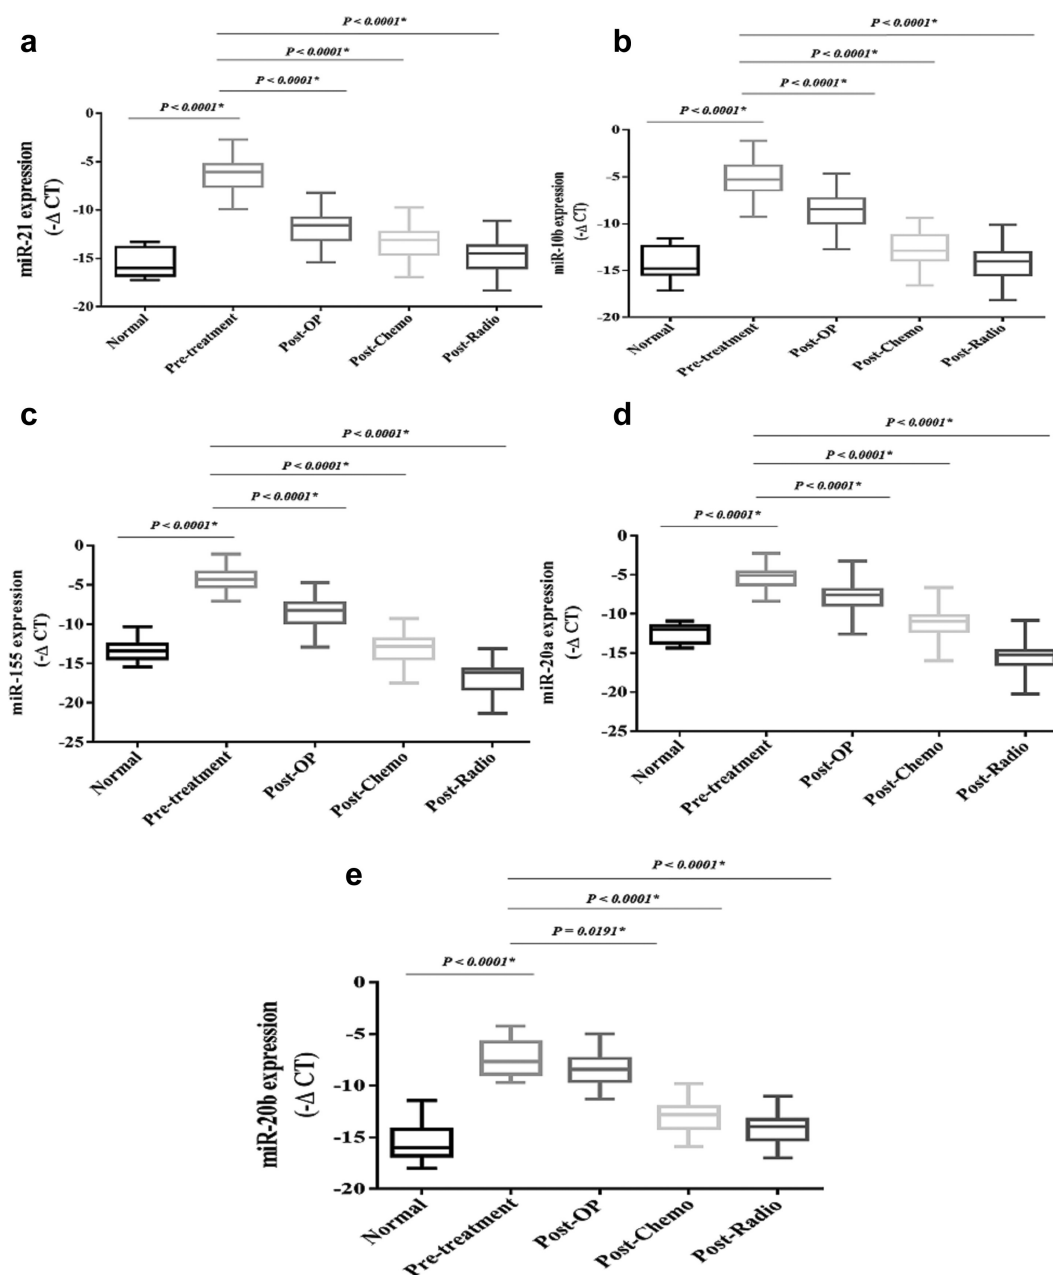 a
P < 0.0001*
P < 0.0001*
P < 0.0001*
P < 0.0001*
miR-21 expression
(-Δ CT)
0
-5
-10
-15
-20
Normal
Pre-treatment
Post-OP
Post-Chemo
Post-Radio
b
P < 0.0001*
P < 0.0001*
P < 0.0001*
P < 0.0001*
miR-10b expression
(-Δ CT)
0
-5
-10
-15
-20
Normal
Pre-treatment
Post-OP
Post-Chemo
Post-Radio
c
P < 0.0001*
P < 0.0001*
P < 0.0001*
P < 0.0001*
miR-155 expression
(-Δ CT)
0
-5
-10
-15
-20
-25
Normal
Pre-treatment
Post-OP
Post-Chemo
Post-Radio
d
P < 0.0001*
P < 0.0001*
P < 0.0001*
P < 0.0001*
miR-20a expression
(-Δ CT)
0
-5
-10
-15
-20
-25
Normal
Pre-treatment
Post-OP
Post-Chemo
Post-Radio
e
P < 0.0001*
P < 0.0001*
P = 0.0191*
P < 0.0001*
miR-20b expression
(-Δ CT)
0
-5
-10
-15
-20
Normal
Pre-treatment
Post-OP
Post-Chemo
Post-Radio